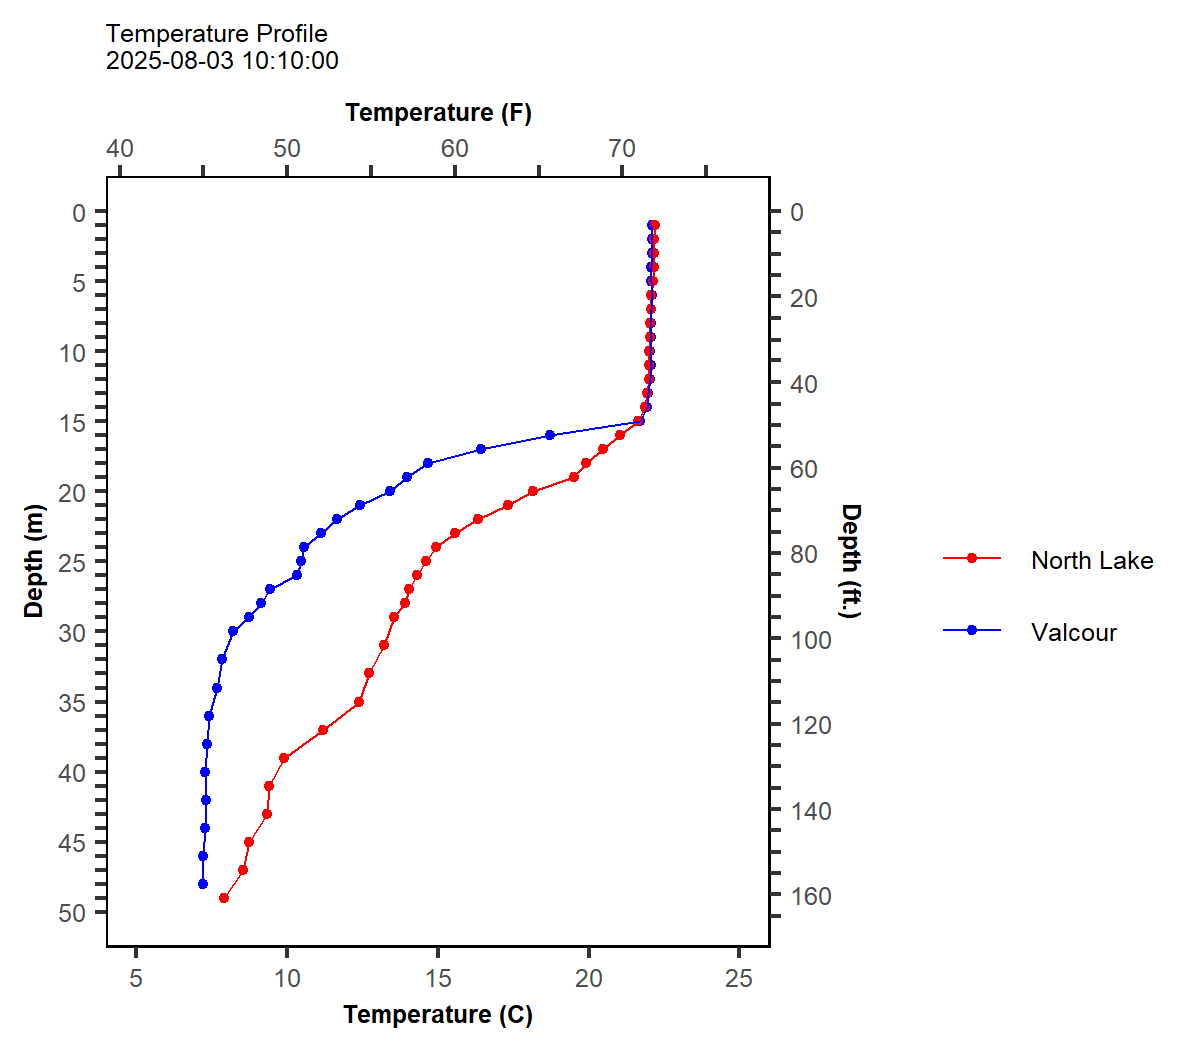 Temperature Profile
2025-08-03 10:10:00
Temperature (F)
40 50 60 70
0
5
10
15
20
25
30
35
40
45
50
Depth (m)
0
20
40
60
80
100
120
140
160
Depth (ft.)
North Lake
Valcour
5 10 15 20 25
Temperature (C)